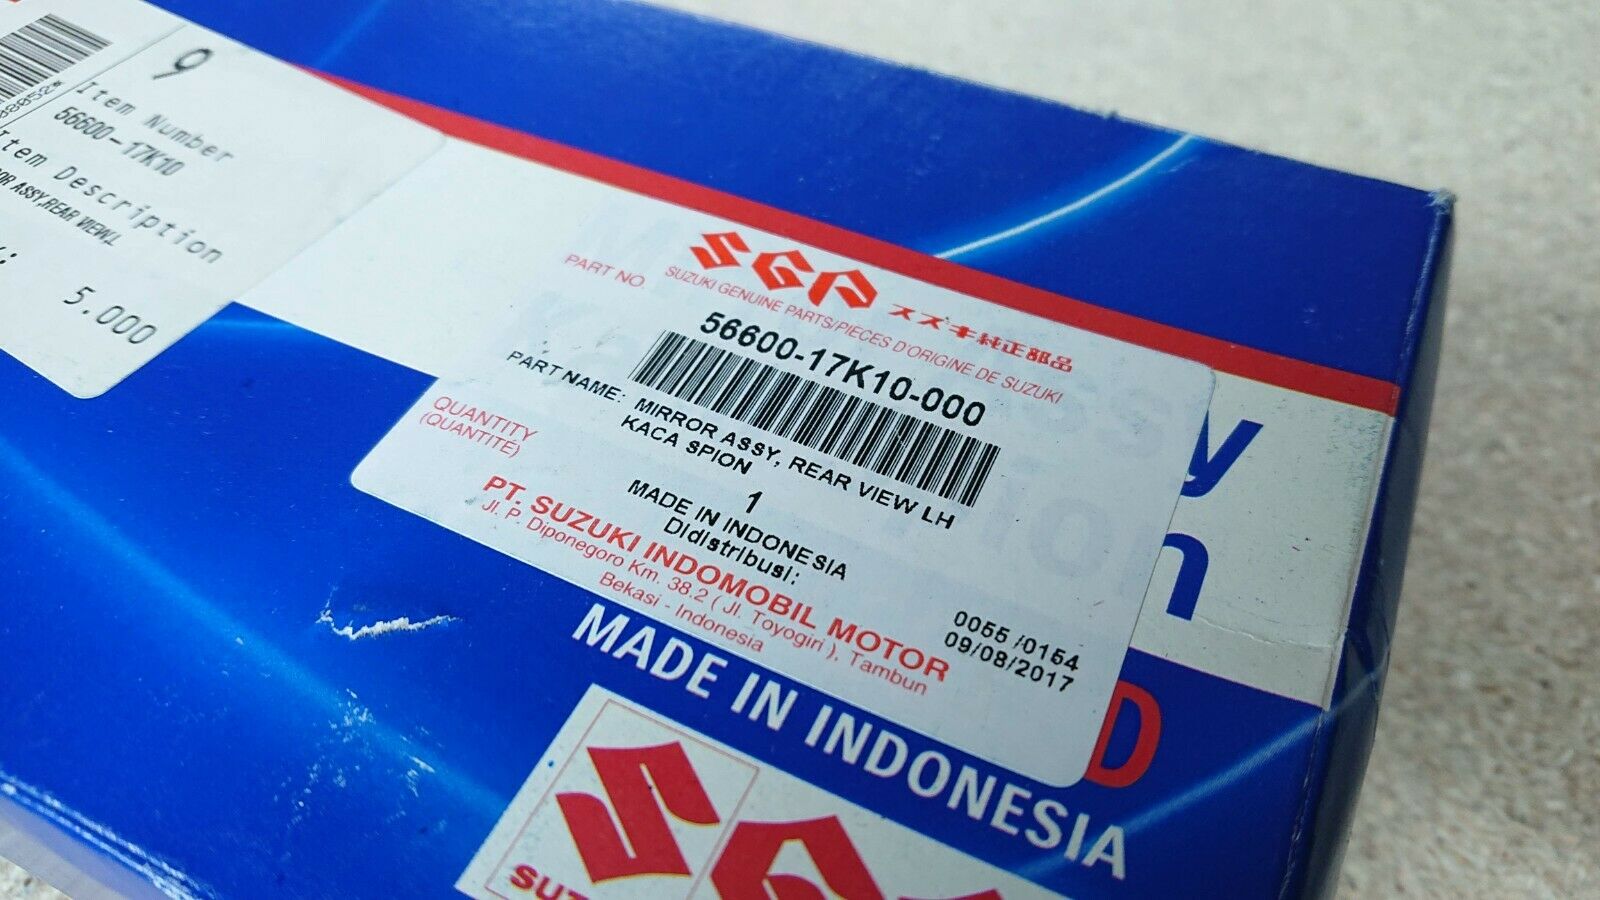 9
Item Number
56600-17K10
Item Description
OR ASSY,REAR VIEW,L
5.000
SGP
スズキ純正部品
SUZUKI GENUINE PARTS/PIECES D'ORIGINE DE SUZUKI
PART NO.
56600-17K10-000
PART NAME: MIRROR ASSY, REAR VIEW LH
KACA SPION
QUANTITY
(QUANTITÉ)
1
MADE IN INDONESIA
Didistribusi:
PT. SUZUKI INDOMOBIL MOTOR
Jl. P. Diponegoro Km. 38.2 ( Jl. Toyogiri ), Tambun
Bekasi - Indonesia
0055 /0154
09/08/2017
MADE IN INDONESIA